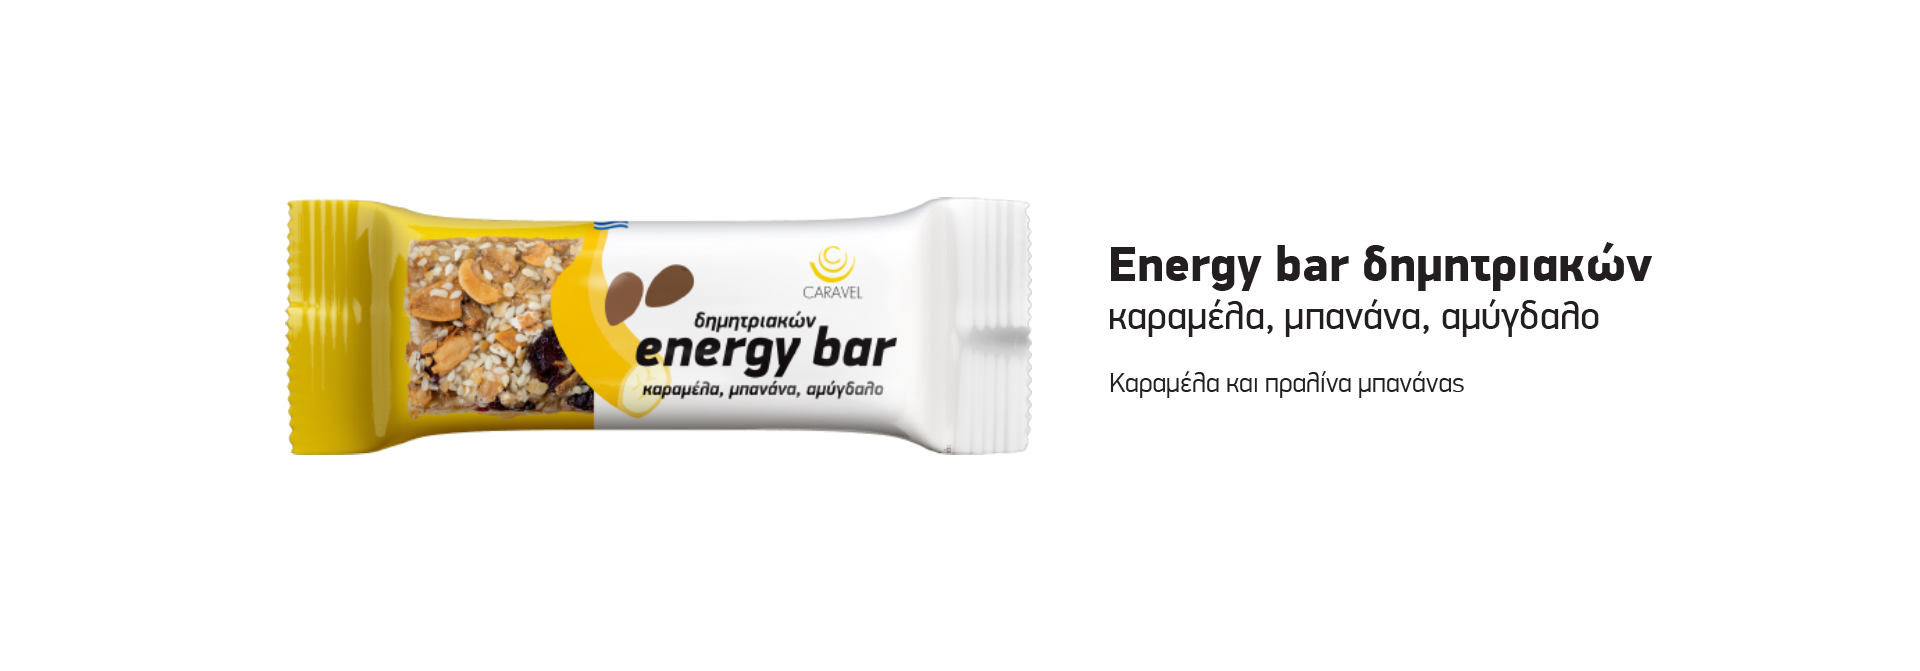 CARAVEL
δημητριακών
energy bar
καραμέλα, μπανάνα, αμύγδαλο
Energy bar δημητριακών
καραμέλα, μπανάνα, αμύγδαλο
Καραμέλα και πραλίνα μπανάνας